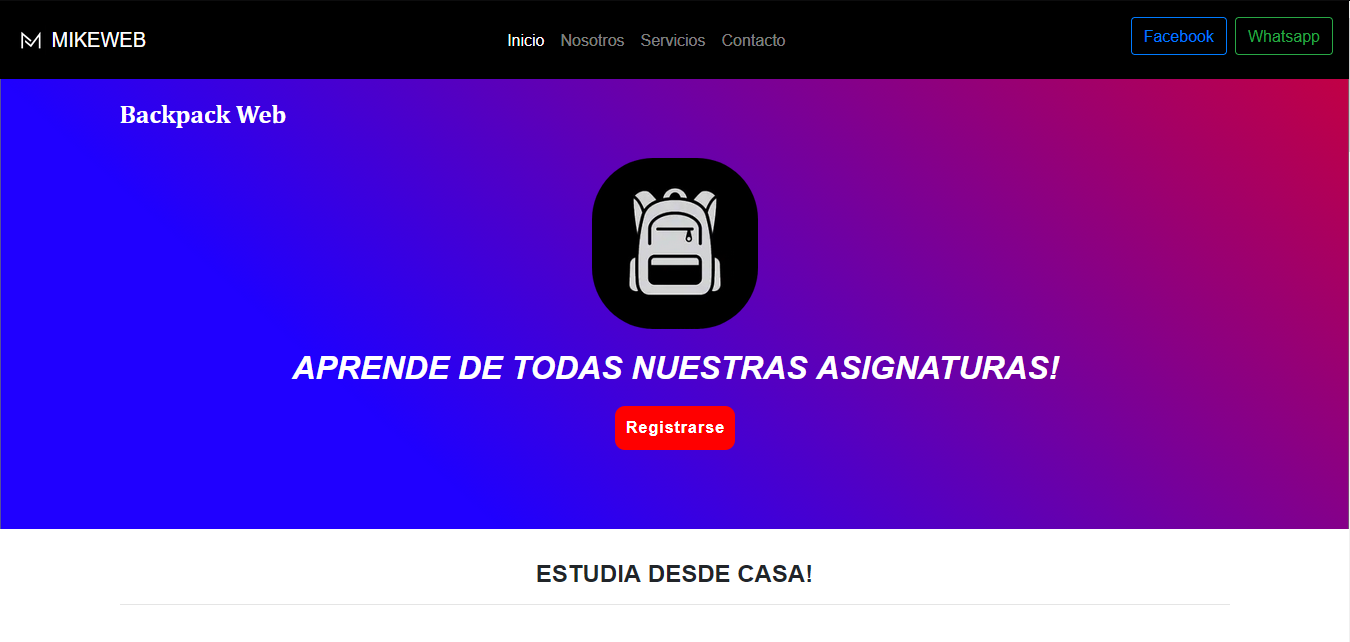 MIKEWEB Inicio Nosotros Servicios Contacto Facebook Whatsapp
Backpack Web
APRENDE DE TODAS NUESTRAS ASIGNATURAS!
Registrarse
ESTUDIA DESDE CASA!